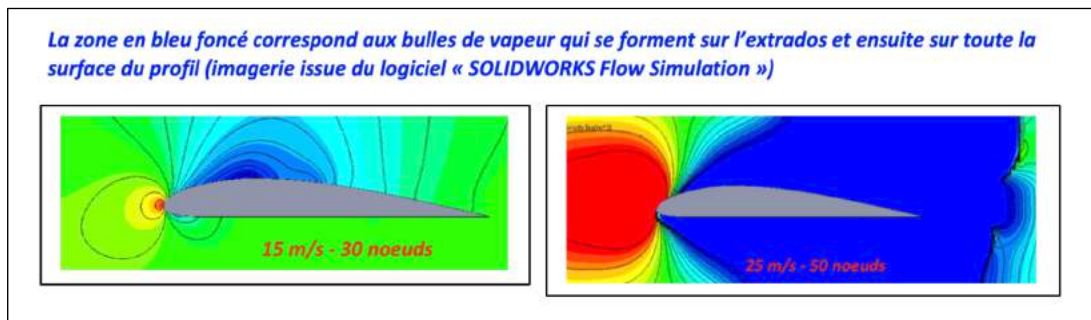 La zone en bleu foncé correspond aux bulles de vapeur qui se forment sur l’extrados et ensuite sur toute la
surface du profil (imagerie issue du logiciel « SOLIDWORKS Flow Simulation »)
15 m/s - 30 noeuds
25 m/s - 50 noeuds